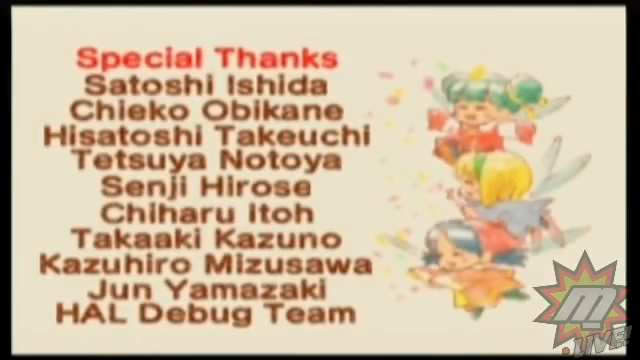 Special Thanks
Satoshi Ishida
Chieko Obikane
Hisatoshi Takeuchi
Tetsuya Notoya
Senji Hirose
Chiharu Itoh
Takaaki Kazuno
Kazuhiro Mizusawa
Jun Yamazaki
HAL Debug Team
M
.LIVE!